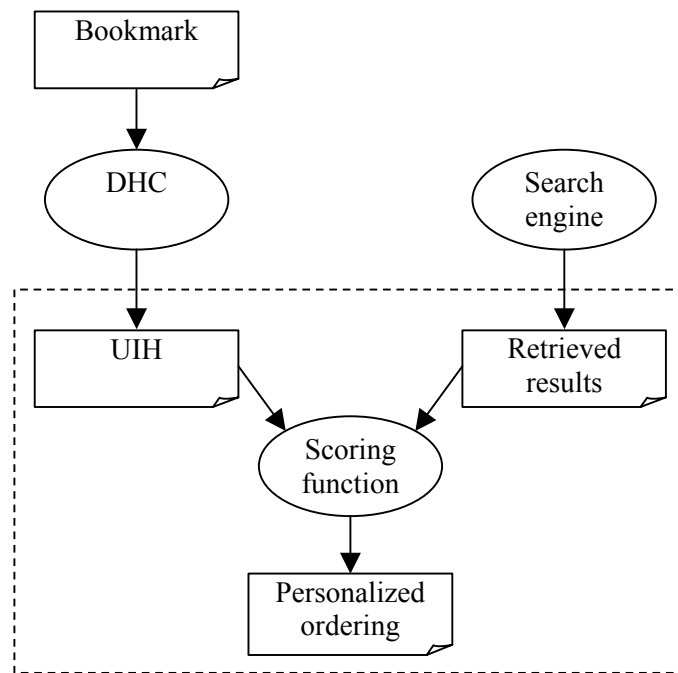 Bookmark
DHC
Search
engine
UIH
Retrieved
results
Scoring
function
Personalized
ordering